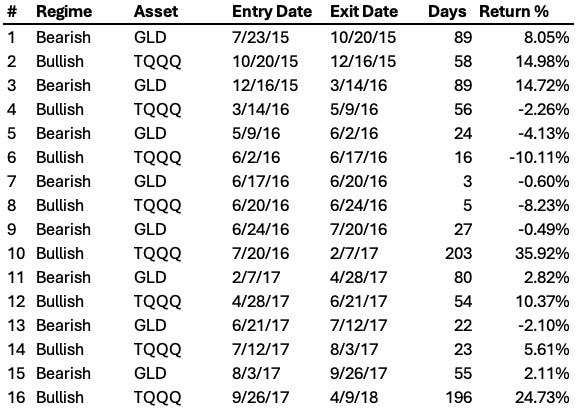 # Regime Asset Entry Date Exit Date Days Return %
1 Bearish GLD 7/23/15 10/20/15 89 8.05%
2 Bullish TQQQ 10/20/15 12/16/15 58 14.98%
3 Bearish GLD 12/16/15 3/14/16 89 14.72%
4 Bullish TQQQ 3/14/16 5/9/16 56 -2.26%
5 Bearish GLD 5/9/16 6/2/16 24 -4.13%
6 Bullish TQQQ 6/2/16 6/17/16 16 -10.11%
7 Bearish GLD 6/17/16 6/20/16 3 -0.60%
8 Bullish TQQQ 6/20/16 6/24/16 5 -8.23%
9 Bearish GLD 6/24/16 7/20/16 27 -0.49%
10 Bullish TQQQ 7/20/16 2/7/17 203 35.92%
11 Bearish GLD 2/7/17 4/28/17 80 2.82%
12 Bullish TQQQ 4/28/17 6/21/17 54 10.37%
13 Bearish GLD 6/21/17 7/12/17 22 -2.10%
14 Bullish TQQQ 7/12/17 8/3/17 23 5.61%
15 Bearish GLD 8/3/17 9/26/17 55 2.11%
16 Bullish TQQQ 9/26/17 4/9/18 196 24.73%